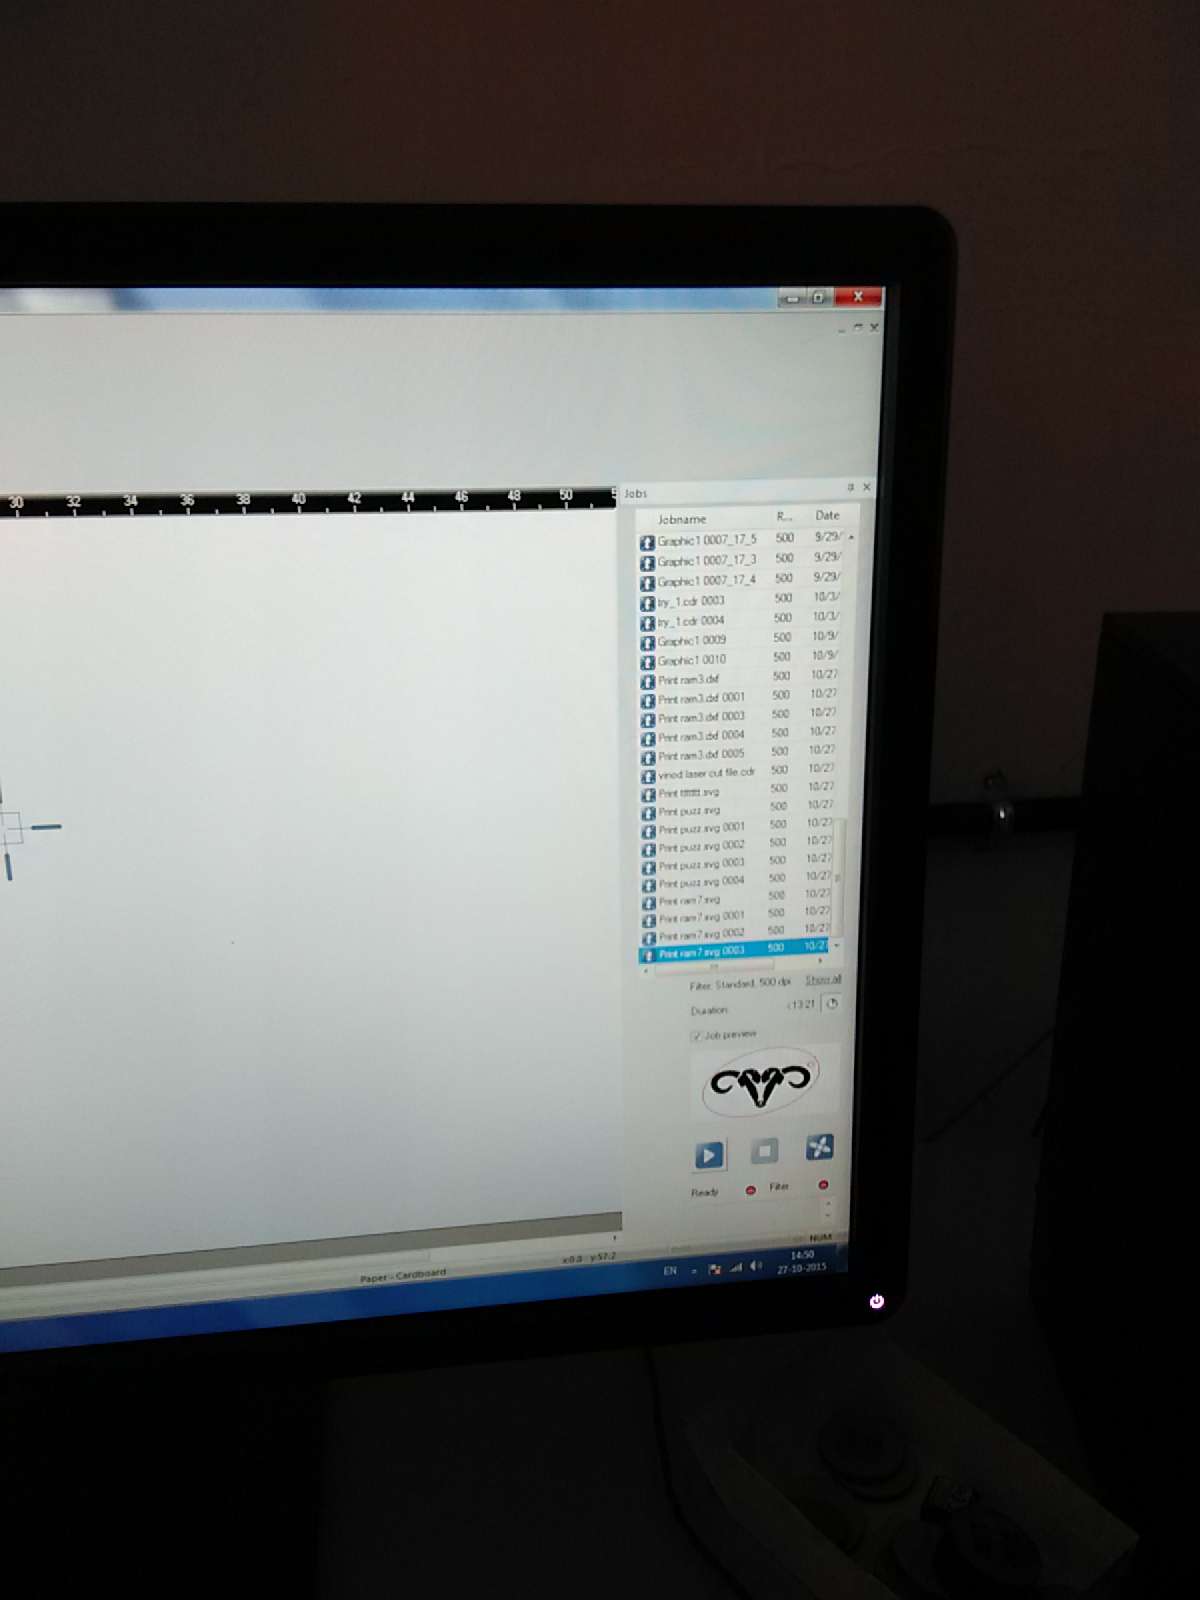 30 32 34 36 38 40 42 44 46 48 50 5
Jobs
Jobname R... Date
Graphic1 0007_17_5 500 9/29/
Graphic1 0007_17_3 500 9/29/
Graphic1 0007_17_4 500 9/29/
try_1.cdr 0003 500 10/3/
try_1.cdr 0004 500 10/3/
Graphic1 0009 500 10/9/
Graphic1 0010 500 10/9/
Print ram3.dxf 500 10/27
Print ram3.dxf 0001 500 10/27
Print ram3.dxf 0003 500 10/27
Print ram3.dxf 0004 500 10/27
Print ram3.dxf 0005 500 10/27
vinod laser cut file.cdr 500 10/27
Print 500 10/27
Print puzz.svg 500 10/27
Print puzz.svg 0001 500 10/27
Print puzz.svg 0002 500 10/27
Print puzz.svg 0003 500 10/27
Print puzz.svg 0004 500 10/27
Print ram7.svg 500 10/27
Print ram7.svg 0001 500 10/27
Print ram7.svg 0002 500 10/27
Print ram7.svg 0003 500 10/27
Filter: Standard, 500 dpi Show all
Duration: 13:21
Job preview
Ready Filter
NUM
Paper - Cardboard x:0.0 y:57.2
EN 14:50
27-10-2015